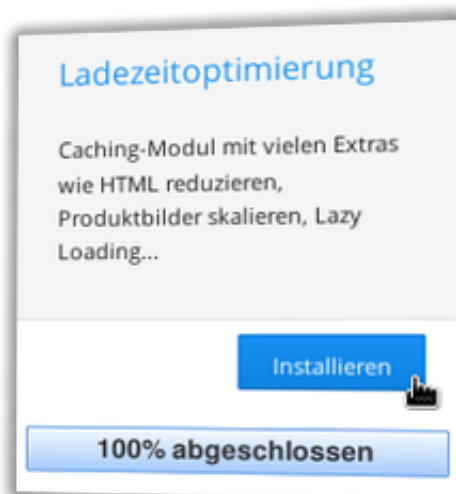 Ladezeitoptimierung
Caching-Modul mit vielen Extras
wie HTML reduzieren,
Produktbilder skalieren, Lazy
Loading...
Installieren
100% abgeschlossen